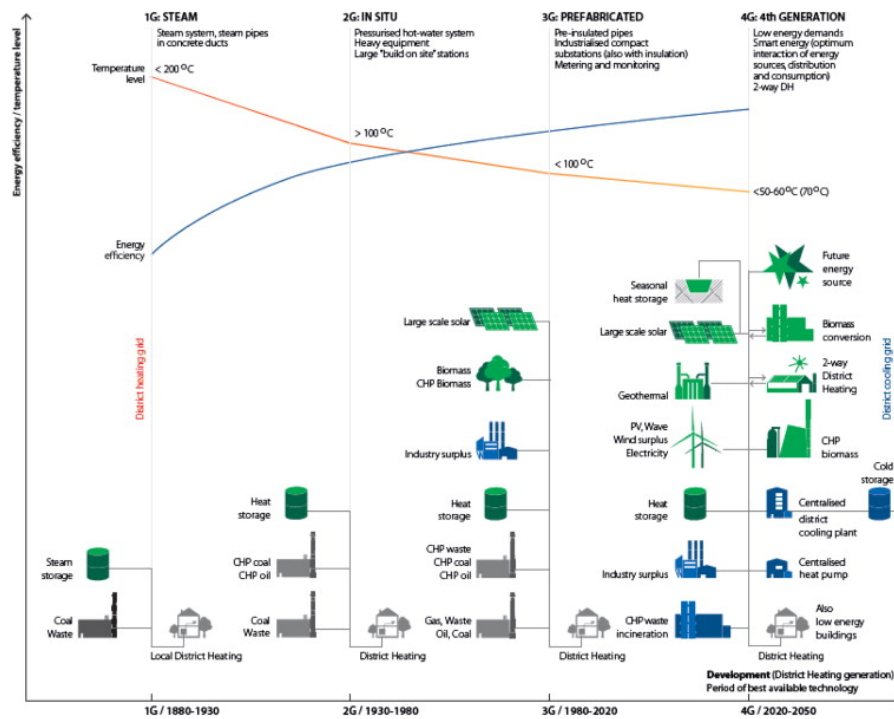 1G: STEAM
Steam system, steam pipes
in concrete ducts
2G: IN SITU
Pressurised hot-water system
Heavy equipment
Large "build on site" stations
3G: PREFABRICATED
Pre-insulated pipes
Industrialised compact
substations (also with insulation)
Metering and monitoring
4G: 4th GENERATION
Low energy demands
Smart energy (optimum
interaction of energy
sources, distribution
and consumption)
2-way DH
Energy efficiency / temperature level
Temperature
level
< 200 °C
> 100 °C
< 100 °C
<50-60°C (70°C)
Energy
efficiency
District heating grid
District cooling grid
Large scale solar
Biomass
CHP Biomass
Industry surplus
Seasonal
heat storage
Large scale solar
Geothermal
PV, Wave
Wind surplus
Electricity
Future
energy
source
Biomass
conversion
2-way
District
Heating
CHP
biomass
Cold
storage
Steam
storage
Heat
storage
Heat
storage
Heat
storage
Centralised
district
cooling plant
CHP coal
CHP oil
CHP waste
CHP coal
CHP oil
Industry surplus
Centralised
heat pump
Coal
Waste
Coal
Waste
Gas, Waste
Oil, Coal
CHP waste
incineration
Also
low energy
buildings
Local District Heating
District Heating
District Heating
District Heating
Development (District Heating generation)/
Period of best available technology
1G / 1880-1930
2G / 1930-1980
3G / 1980-2020
4G / 2020-2050